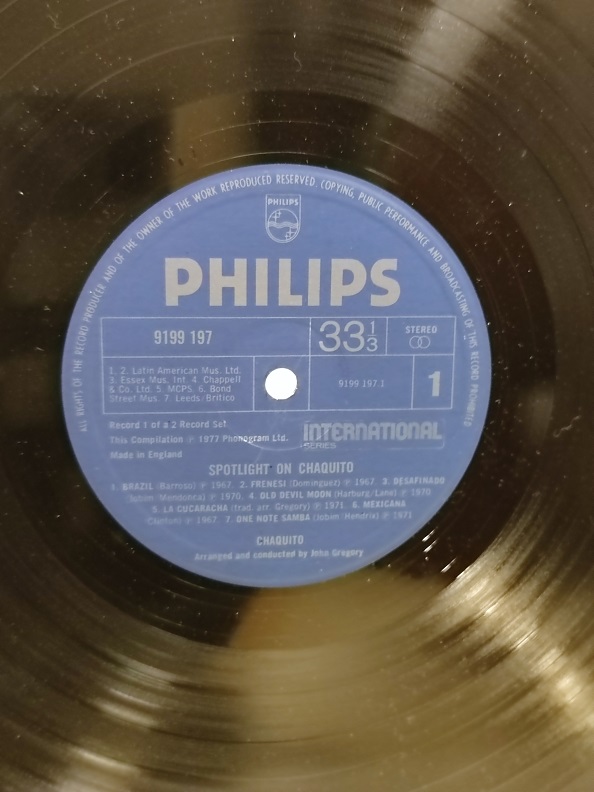 ALL RIGHTS OF THE RECORD PRODUCER AND OF THE OWNER OF THE WORK REPRODUCED RESERVED. COPYING, PUBLIC PERFORMANCE AND BROADCASTING OF THIS RECORD PROHIBITED
PHILIPS
PHILIPS
9199 197
33 1/3
STEREO
1. 2. Latin American Mus. Ltd.
3. Essex Mus. Int. 4. Chappell
& Co. Ltd. 5. MCPS. 6. Bond
Street Mus. 7. Leeds/Britico
9199 197.1
1
Record 1 of a 2 Record Set
This Compilation ℗ 1977 Phonogram Ltd.
Made in England
INTERNATIONAL
SERIES
SPOTLIGHT ON CHAQUITO
1. BRAZIL (Barroso) ℗ 1967. 2. FRENESI (Dominguez) ℗ 1967. 3. DESAFINADO
(Jobim/Mendonca) ℗ 1970. 4. OLD DEVIL MOON (Harburg/Lane) ℗ 1970
5. LA CUCARACHA (trad. arr. Gregory) ℗ 1971. 6. MEXICANA
℗ 1967. 7. ONE NOTE SAMBA (Jobim/Hendria) ℗ 1971
CHAQUITO
Arranged and conducted by John Gregory